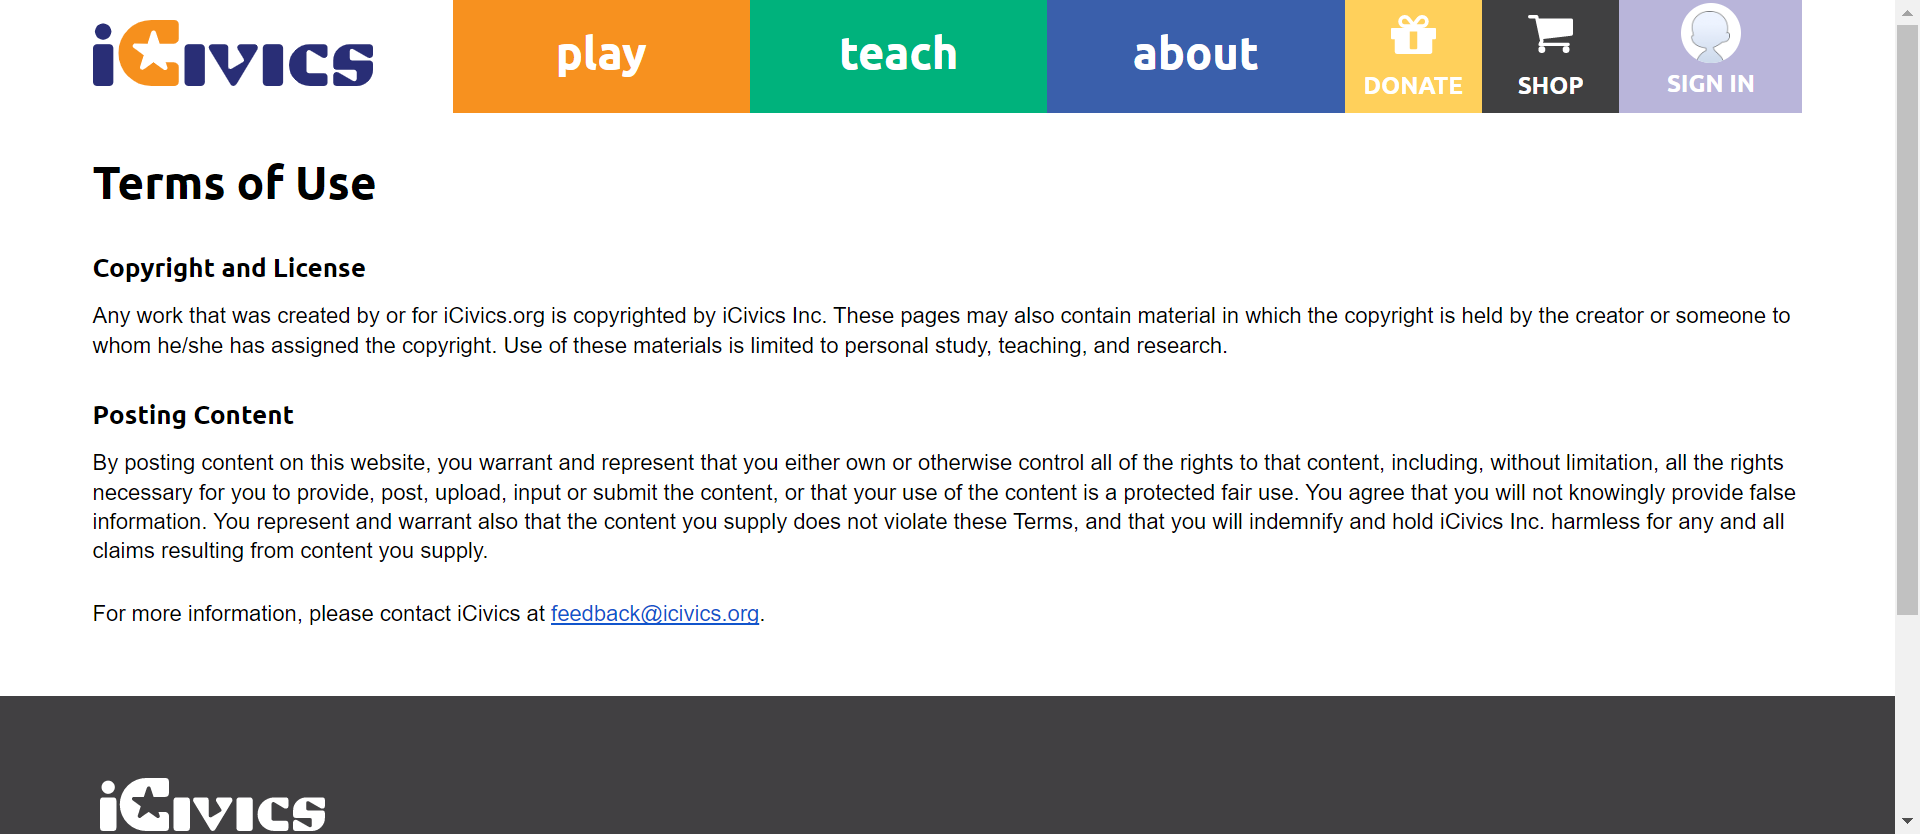 iCivics
play
teach
about
DONATE
SHOP
SIGN IN
Terms of Use
Copyright and License
Any work that was created by or for iCivics.org is copyrighted by iCivics Inc. These pages may also contain material in which the copyright is held by the creator or someone to
whom he/she has assigned the copyright. Use of these materials is limited to personal study, teaching, and research.
Posting Content
By posting content on this website, you warrant and represent that you either own or otherwise control all of the rights to that content, including, without limitation, all the rights
necessary for you to provide, post, upload, input or submit the content, or that your use of the content is a protected fair use. You agree that you will not knowingly provide false
information. You represent and warrant also that the content you supply does not violate these Terms, and that you will indemnify and hold iCivics Inc. harmless for any and all
claims resulting from content you supply.
For more information, please contact iCivics at feedback@icivics.org.
iCivics